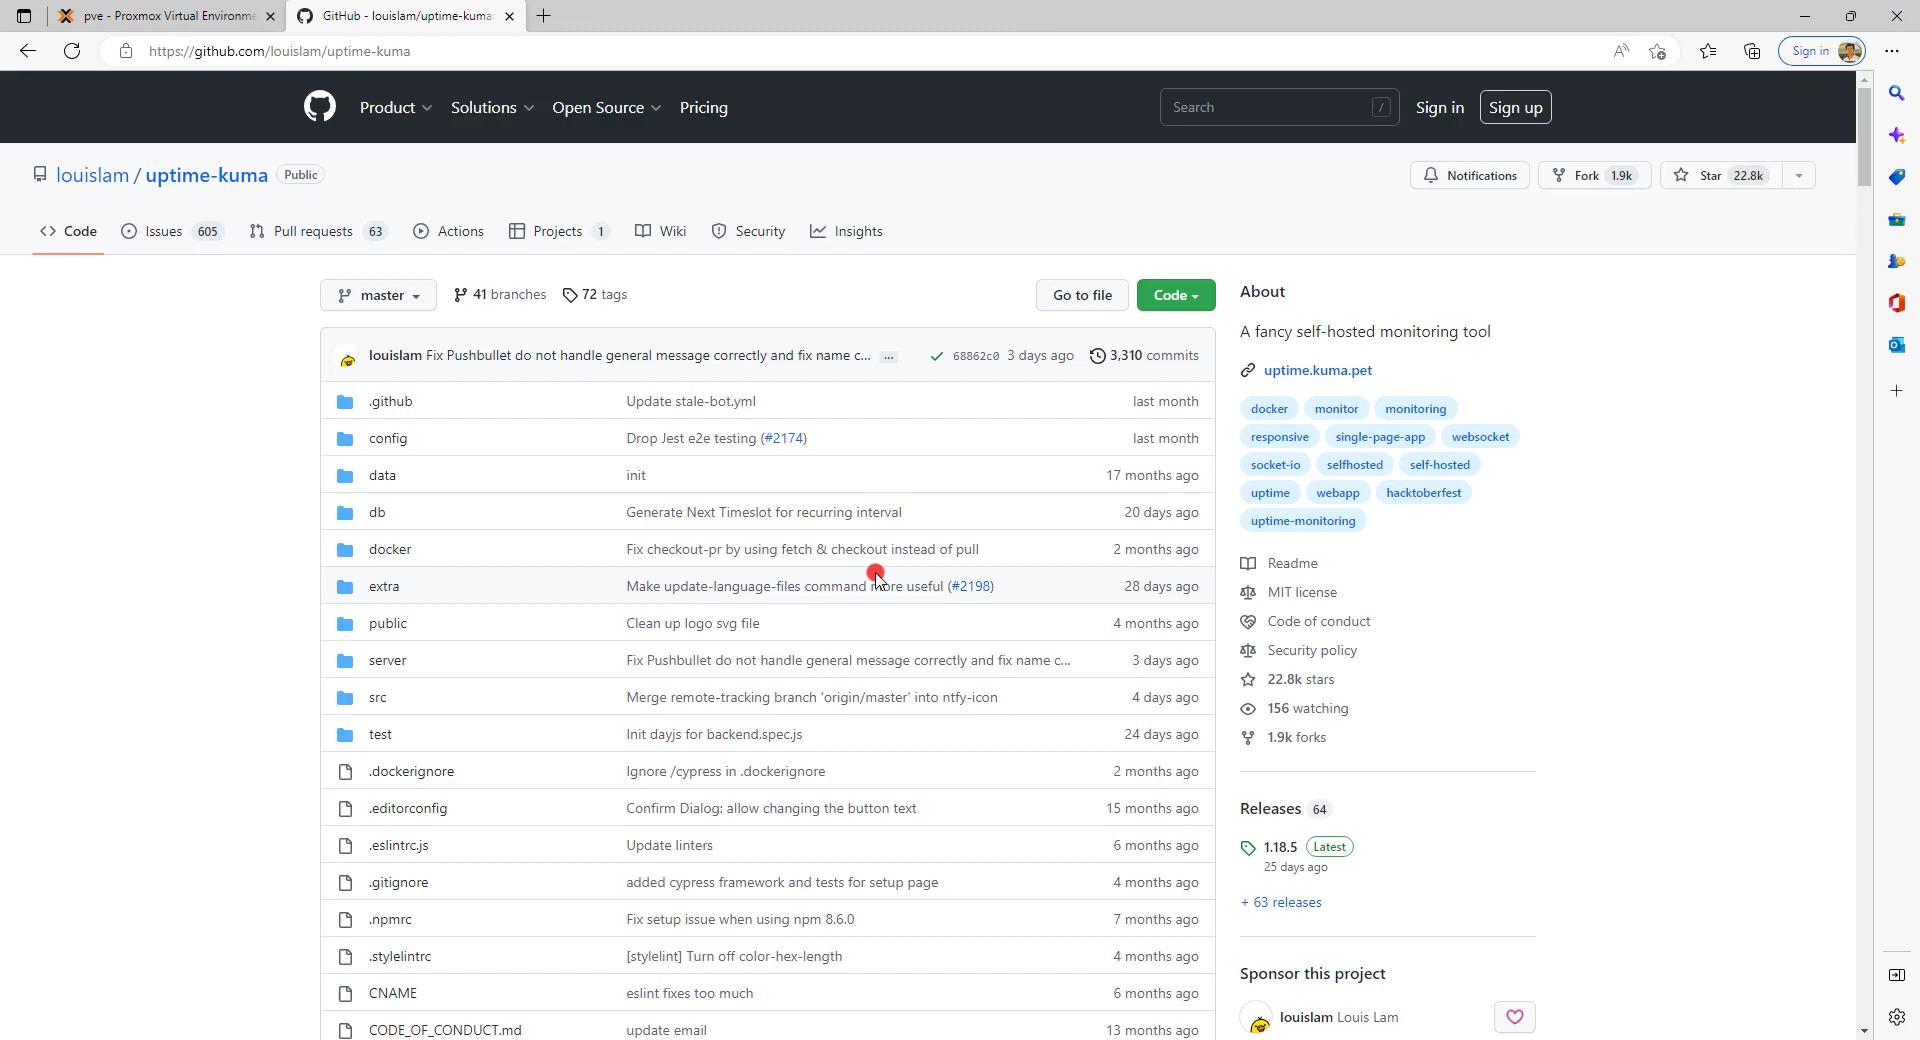 pve - Proxmox Virtual Environme
GitHub - louislam/uptime-kuma:
https://github.com/louislam/uptime-kuma
Sign in
Product
Solutions
Open Source
Pricing
Search /
Sign in
Sign up
louislam / uptime-kuma Public
Notifications
Fork 1.9k
Star 22.8k
Code
Issues 605
Pull requests 63
Actions
Projects 1
Wiki
Security
Insights
master
41 branches
72 tags
Go to file
Code
louislam Fix Pushbullet do not handle general message correctly and fix name c... ... 68862c0 3 days ago 3,310 commits
.github Update stale-bot.yml last month
config Drop Jest e2e testing (#2174) last month
data init 17 months ago
db Generate Next Timeslot for recurring interval 20 days ago
docker Fix checkout-pr by using fetch & checkout instead of pull 2 months ago
extra Make update-language-files command more useful (#2198) 28 days ago
public Clean up logo svg file 4 months ago
server Fix Pushbullet do not handle general message correctly and fix name c... 3 days ago
src Merge remote-tracking branch 'origin/master' into ntfy-icon 4 days ago
test Init dayjs for backend.spec.js 24 days ago
.dockerignore Ignore /cypress in .dockerignore 2 months ago
.editorconfig Confirm Dialog: allow changing the button text 15 months ago
.eslintrc.js Update linters 6 months ago
.gitignore added cypress framework and tests for setup page 4 months ago
.npmrc Fix setup issue when using npm 8.6.0 7 months ago
.stylelintrc [stylelint] Turn off color-hex-length 4 months ago
CNAME eslint fixes too much 6 months ago
CODE_OF_CONDUCT.md update email 13 months ago
About
A fancy self-hosted monitoring tool
uptime.kuma.pet
docker monitor monitoring
responsive single-page-app websocket
socket-io selfhosted self-hosted
uptime webapp hacktoberfest
uptime-monitoring
Readme
MIT license
Code of conduct
Security policy
22.8k stars
156 watching
1.9k forks
Releases 64
1.18.5 Latest
25 days ago
+ 63 releases
Sponsor this project
louislam Louis Lam